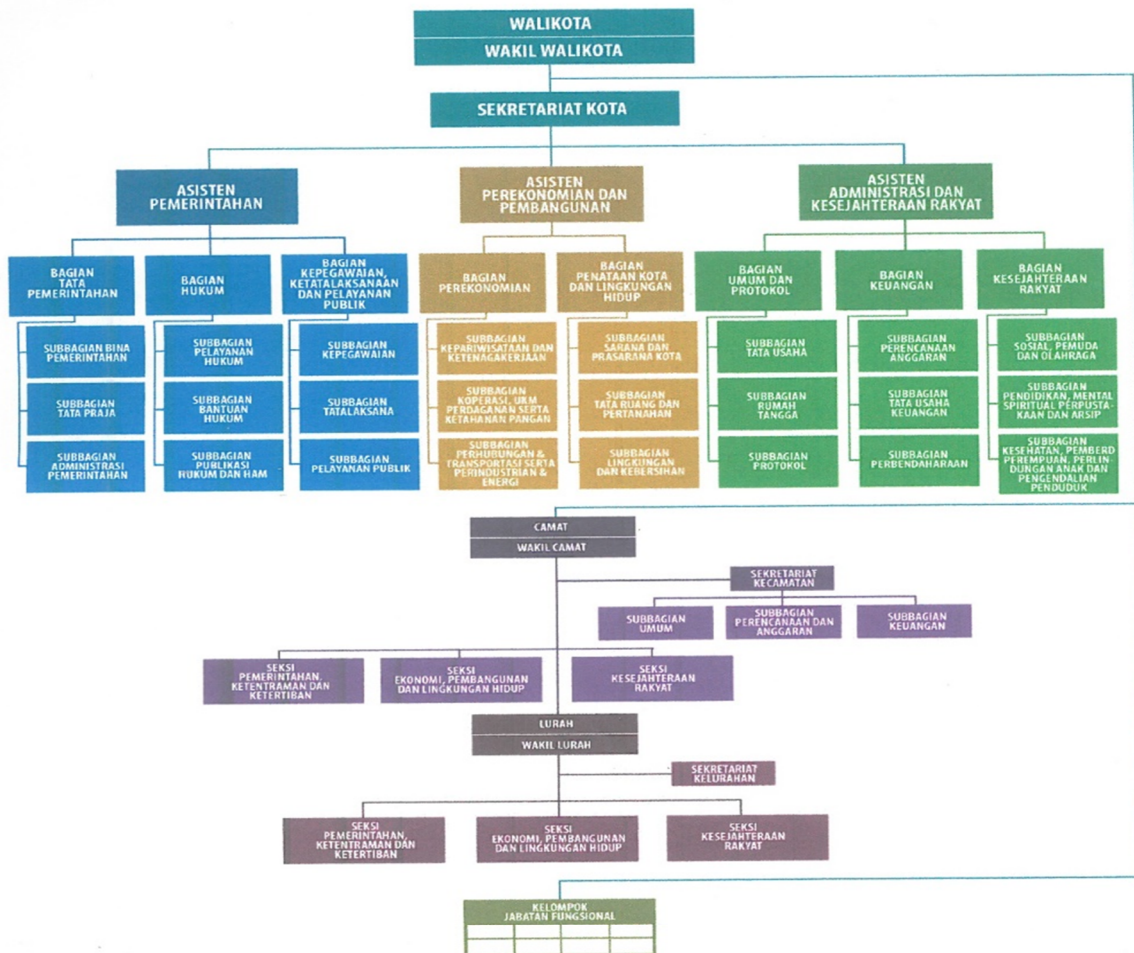 WALIKOTA
WAKIL WALIKOTA
SEKRETARIAT KOTA
ASISTEN
PEMERINTAHAN
ASISTEN
PEREKONOMIAN DAN
PEMBANGUNAN
ASISTEN
ADMINISTRASI DAN
KESEJAHTERAAN RAKYAT
BAGIAN
TATA
PEMERINTAHAN
BAGIAN
HUKUM
BAGIAN
KEPEGAWAIAN,
KETATALAKSANAAN
DAN PELAYANAN
PUBLIK
BAGIAN
PEREKONOMIAN
BAGIAN
PENATAAN KOTA
DAN LINGKUNGAN
HIDUP
BAGIAN
UMUM DAN
PROTOKOL
BAGIAN
KEUANGAN
BAGIAN
KESEJAHTERAAN
RAKYAT
SUBBAGIAN BINA
PEMERINTAHAN
SUBBAGIAN
PELAYANAN
HUKUM
SUBBAGIAN
KEPEGAWAIAN
SUBBAGIAN
KEPARIWISATAAN DAN
KETENAGAKERJAAN
SUBBAGIAN
SARANA DAN
PRASARANA KOTA
SUBBAGIAN
TATA USAHA
SUBBAGIAN
PERENCANAAN
ANGGARAN
SUBBAGIAN
SOSIAL, PEMUDA
DAN OLAHRAGA
SUBBAGIAN
TATA PRAJA
SUBBAGIAN
BANTUAN
HUKUM
SUBBAGIAN
TATALAKSANA
SUBBAGIAN
KOPERASI, UKM
PERDAGANAN SERTA
KETAHANAN PANGAN
SUBBAGIAN
TATA RUANG DAN
PERTANAHAN
SUBBAGIAN
RUMAH
TANGGA
SUBBAGIAN
TATA USAHA
KEUANGAN
SUBBAGIAN
PENDIDIKAN, MENTAL
SPIRITUAL PERPUSTA-
KAAN DAN ARSIP
SUBBAGIAN
ADMINISTRASI
PEMERINTAHAN
SUBBAGIAN
PUBLIKASI
HUKUM DAN HAM
SUBBAGIAN
PELAYANAN PUBLIK
SUBBAGIAN
PERHUBUNGAN &
TRANSPORTASI SERTA
PERINDUSTRIAN &
ENERGI
SUBBAGIAN
LINGKUNGAN
DAN KEBERSIHAN
SUBBAGIAN
PROTOKOL
SUBBAGIAN
PERBENDAHARAAN
SUBBAGIAN
KESEHATAN, PEMBERD
PEREMPUAN, PERLIN-
DUNGAN ANAK DAN
PENGENDALIAN
PENDUDUK
CAMAT
WAKIL CAMAT
SEKRETARIAT
KECAMATAN
SUBBAGIAN
UMUM
SUBBAGIAN
PERENCANAAN DAN
ANGGARAN
SUBBAGIAN
KEUANGAN
SEKSI
PEMERINTAHAN,
KETENTRAMAN DAN
KETERTIBAN
SEKSI
EKONOMI, PEMBANGUNAN
DAN LINGKUNGAN HIDUP
SEKSI
KESEJAHTERAAN
RAKYAT
LURAH
WAKIL LURAH
SEKRETARIAT
KELURAHAN
SEKSI
PEMERINTAHAN,
KETENTRAMAN DAN
KETERTIBAN
SEKSI
EKONOMI, PEMBANGUNAN
DAN LINGKUNGAN HIDUP
SEKSI
KESEJAHTERAAN
RAKYAT
KELOMPOK
JABATAN FUNGSIONAL